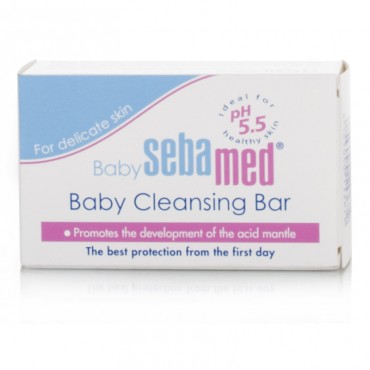 For delicate skin
ideal for
pH
5.5
healthy skin
Baby sebamed®
Baby Cleansing Bar
• Promotes the development of the acid mantle
The best protection from the first day